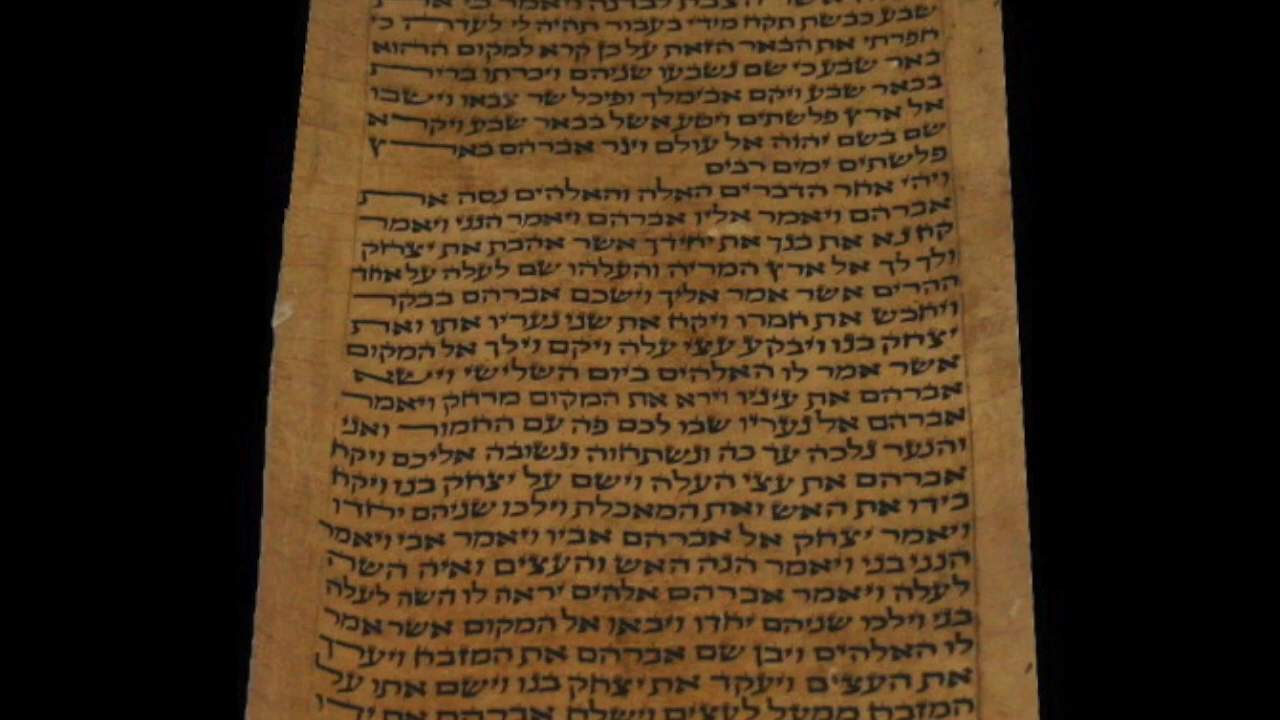 שבע כבשת תקח מידי בעבור תהיה לי לעדה כי
חפרתי את הבאר הזאת על כן קרא למקום ההוא
באר שבע כי שם נשבעו שניהם ויכרתו ברית
בבאר שבע ויקם אבימלך ופיכל שר צבאו וישבו
אל ארץ פלשתים ויטע אשל בבאר שבע ויקרא
שם בשם יהוה אל עולם ויגר אברהם בארץ
פלשתים ימים רבים
ויהי אחר הדברים האלה והאלהים נסה את
אברהם ויאמר אליו אברהם ויאמר הנני ויאמר
קח נא את בנך את יחידך אשר אהבת את יצחק
ולך לך אל ארץ המריה והעלהו שם לעלה על אחד
ההרים אשר אמר אליך וישכם אברהם בבקר
ויחבש את חמרו ויקח את שני נעריו אתו ואת
יצחק בנו ויבקע עצי עלה ויקם וילך אל המקום
אשר אמר לו האלהים ביום השלישי וישא
אברהם את עיניו וירא את המקום מרחק ויאמר
אברהם אל נעריו שבו לכם פה עם החמור ואני
והנער נלכה עד כה ונשתחוה ונשובה אליכם ויקח
אברהם את עצי העלה וישם על יצחק בנו ויקח
בידו את האש ואת המאכלת וילכו שניהם יחדו
ויאמר יצחק אל אברהם אביו ויאמר אבי ויאמר
הנני בני ויאמר הנה האש והעצים ואיה השה
לעלה ויאמר אברהם אלהים יראה לו השה לעלה
בני וילכו שניהם יחדו ויבאו אל המקום אשר אמר
לו האלהים ויבן שם אברהם את המזבח ויערך
את העצים ויעקד את יצחק בנו וישם אתו על
המזבח ממעל לעצים וישלח אברהם את ידו